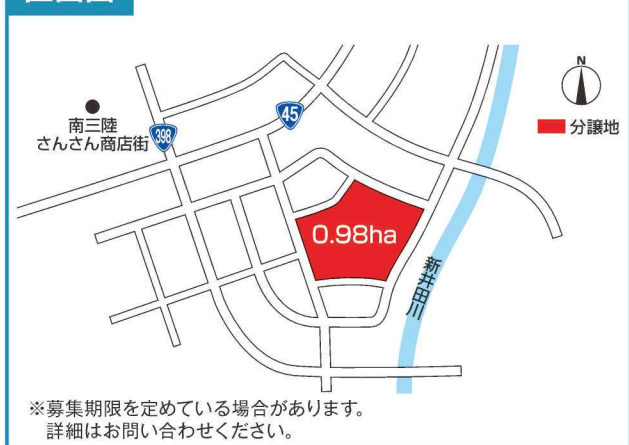 N
南三陸
さんさん商店街
398
45
分譲地
0.98ha
新井田川
※募集期限を定めている場合があります。
詳細はお問い合わせください。